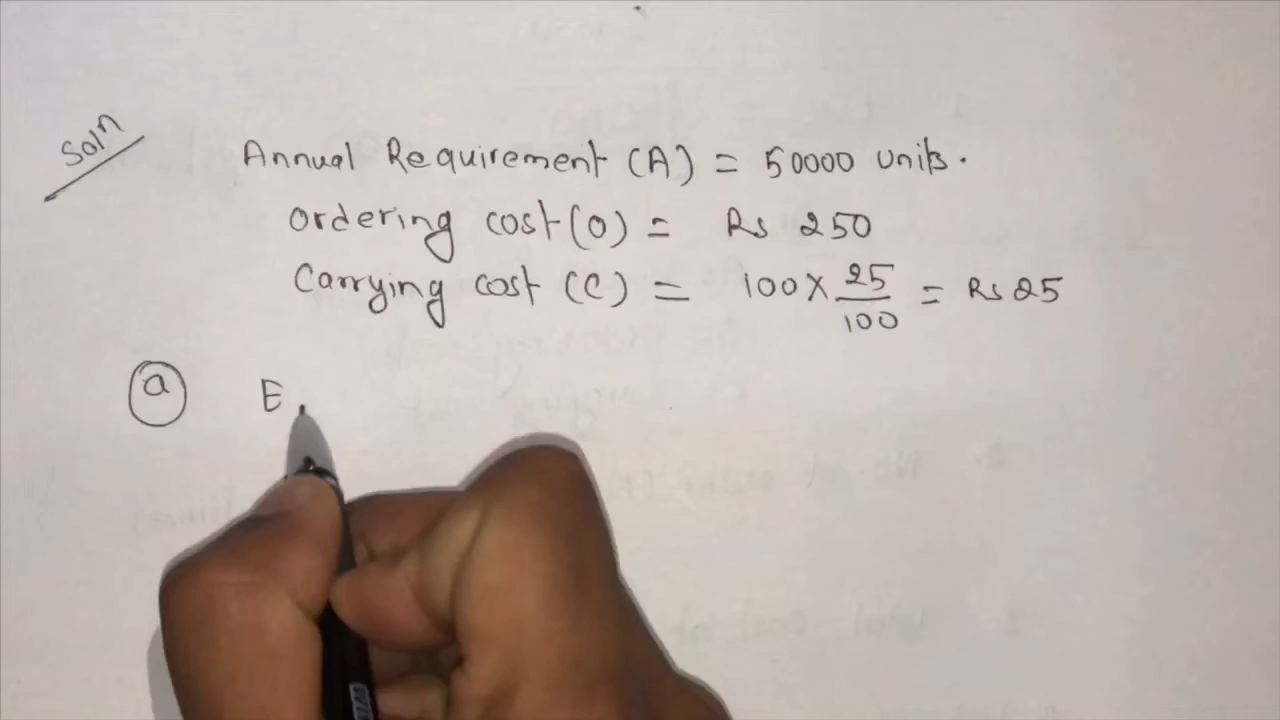 Soln
Annual Requirement (A) = 50000 units.
Ordering cost (O) = Rs 250
Carrying cost (C) = 100 × 25/100 = Rs 25
(a) E